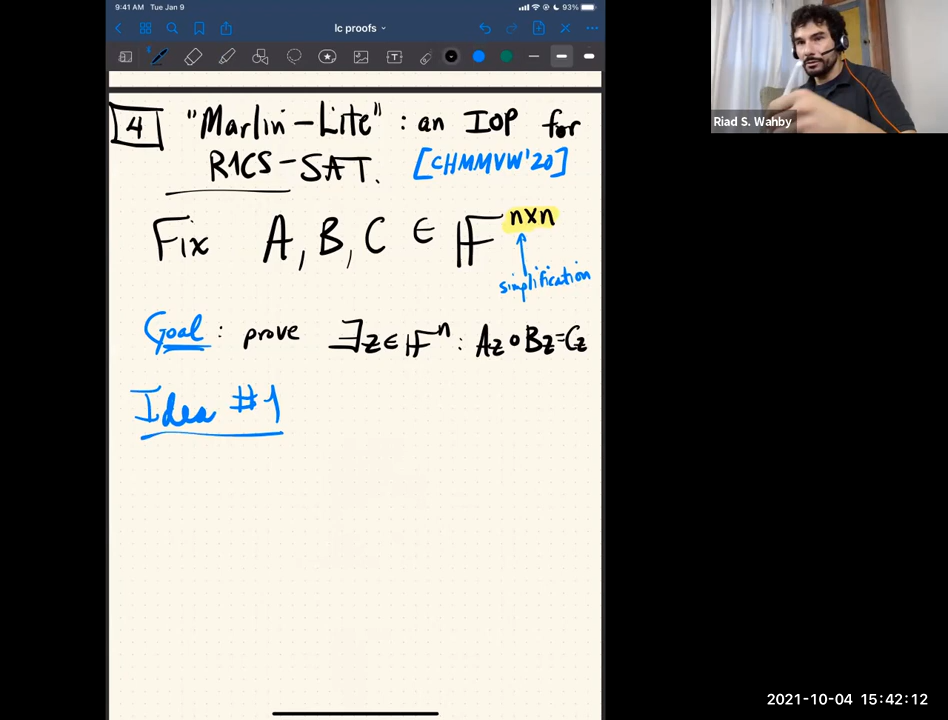 9:41 AM Tue Jan 9
93%
lc proofs
4 "Marlin-Lite" : an IOP for
R1CS-SAT. [CHMMVW'20]
Fix A, B, C ∈ 𝔽^{n×n}
simplification
Goal : prove ∃z ∈ 𝔽^n : Az ∘ Bz = Cz
Idea #1
Riad S. Wahby
2021-10-04 15:42:12